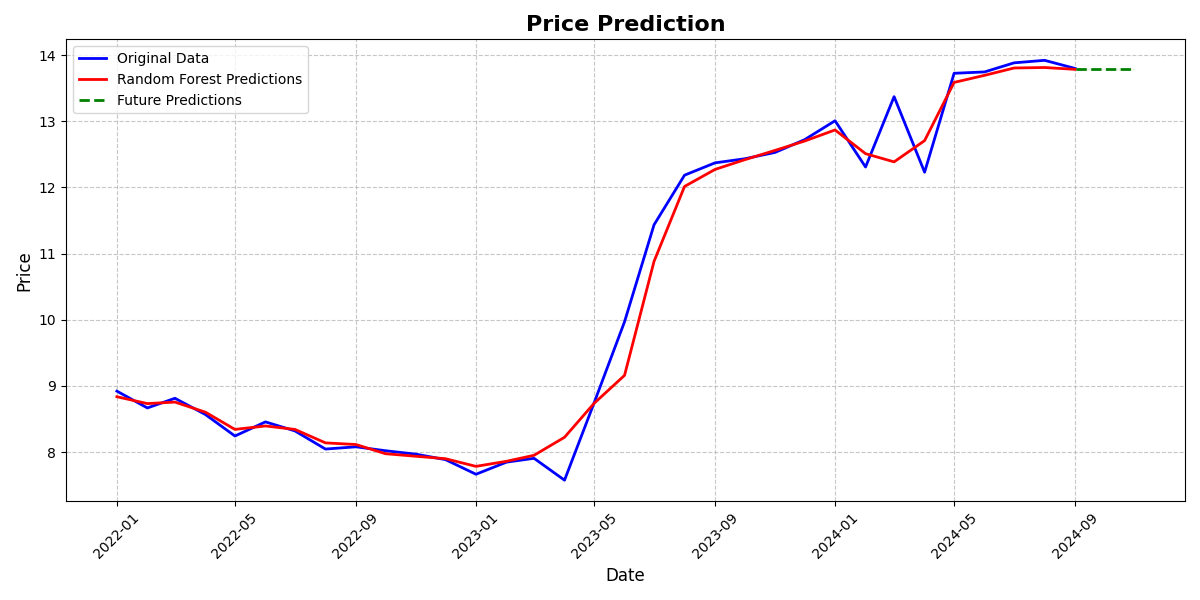 Price Prediction
Original Data
Random Forest Predictions
Future Predictions
Price
14
13
12
11
10
9
8
2022-01
2022-05
2022-09
2023-01
2023-05
2023-09
2024-01
2024-05
2024-09
Date